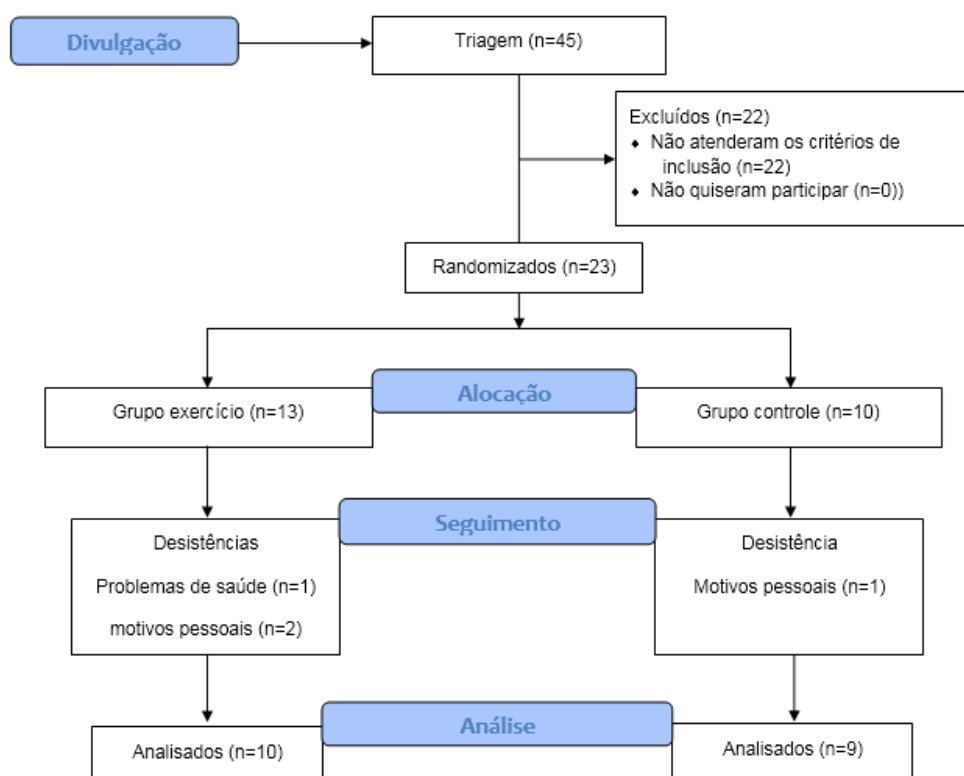 Divulgação
Triagem (n=45)
Excluídos (n=22)
♦ Não atenderam os critérios de
inclusão (n=22)
♦ Não quiseram participar (n=0))
Randomizados (n=23)
Alocação
Grupo exercício (n=13)
Grupo controle (n=10)
Seguimento
Desistências
Problemas de saúde (n=1)
motivos pessoais (n=2)
Desistência
Motivos pessoais (n=1)
Análise
Analisados (n=10)
Analisados (n=9)